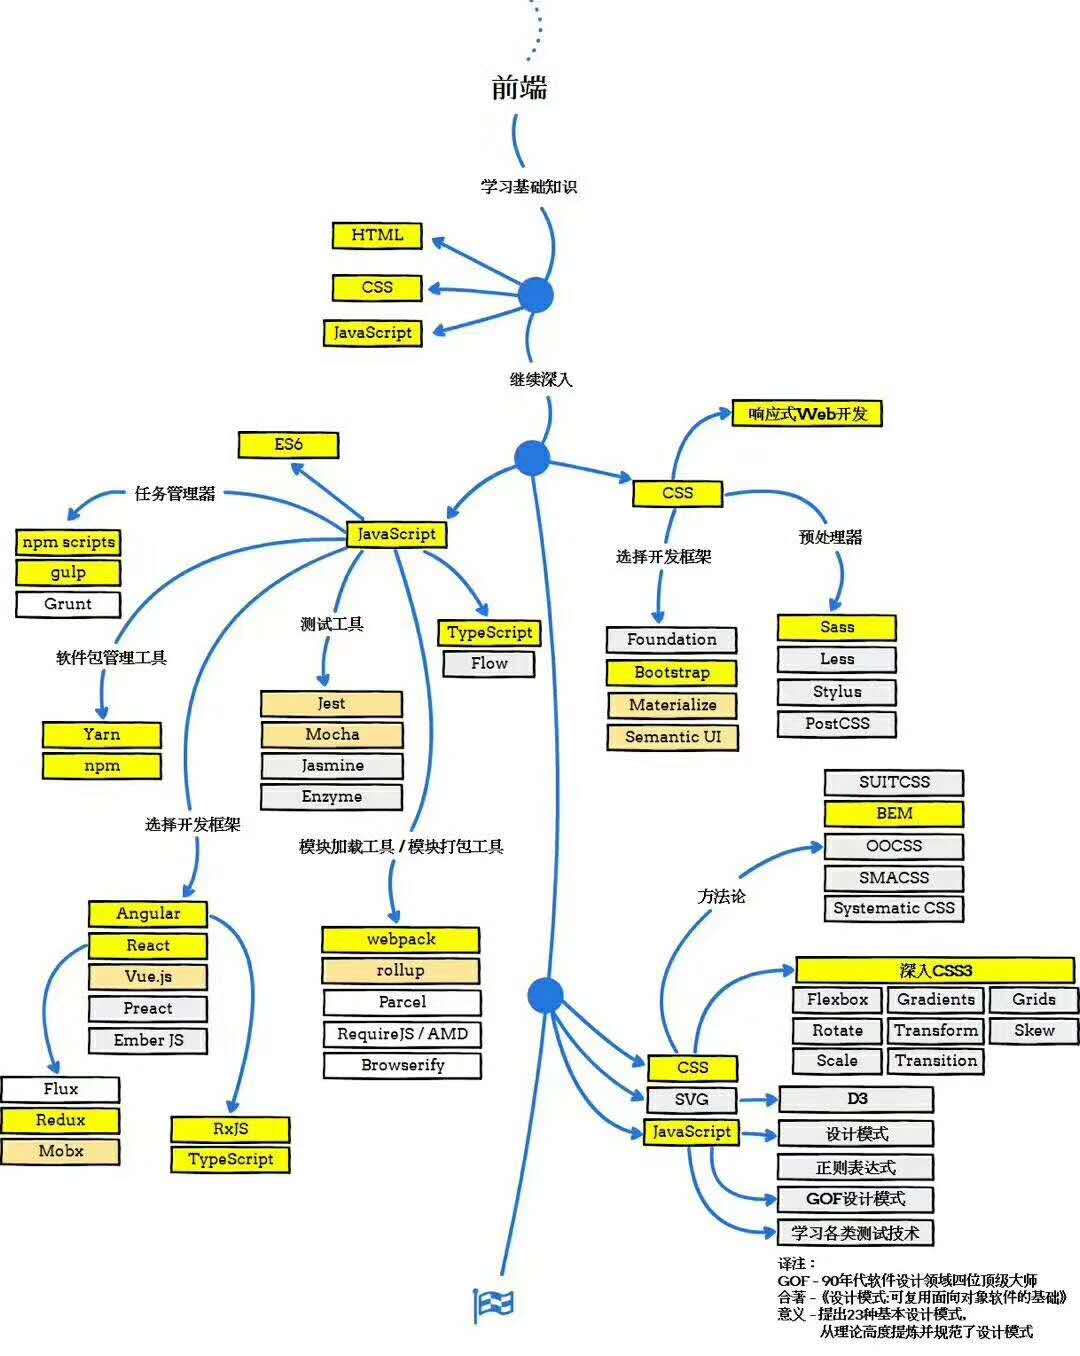 前端
学习基础知识
HTML
CSS
JavaScript
继续深入
响应式Web开发
ES6
任务管理器
CSS
JavaScript
npm scripts
gulp
Grunt
预处理器
选择开发框架
测试工具
TypeScript
Flow
软件包管理工具
Foundation
Bootstrap
Materialize
Semantic UI
Sass
Less
Stylus
PostCSS
Yarn
npm
Jest
Mocha
Jasmine
Enzyme
选择开发框架
模块加载工具 / 模块打包工具
SUITCSS
BEM
OOCSS
SMACSS
Systematic CSS
方法论
Angular
React
Vue.js
Preact
Ember JS
webpack
rollup
Parcel
RequireJS / AMD
Browserify
深入CSS3
Flexbox Gradients Grids
Rotate Transform Skew
Scale Transition
Flux
Redux
Mobx
RxJS
TypeScript
CSS
SVG
JavaScript
D3
设计模式
正则表达式
GOF设计模式
学习各类测试技术
译注：
GOF - 90年代软件设计领域四位顶级大师
合著 -《设计模式:可复用面向对象软件的基础》
意义 - 提出23种基本设计模式,
从理论高度提炼并规范了设计模式